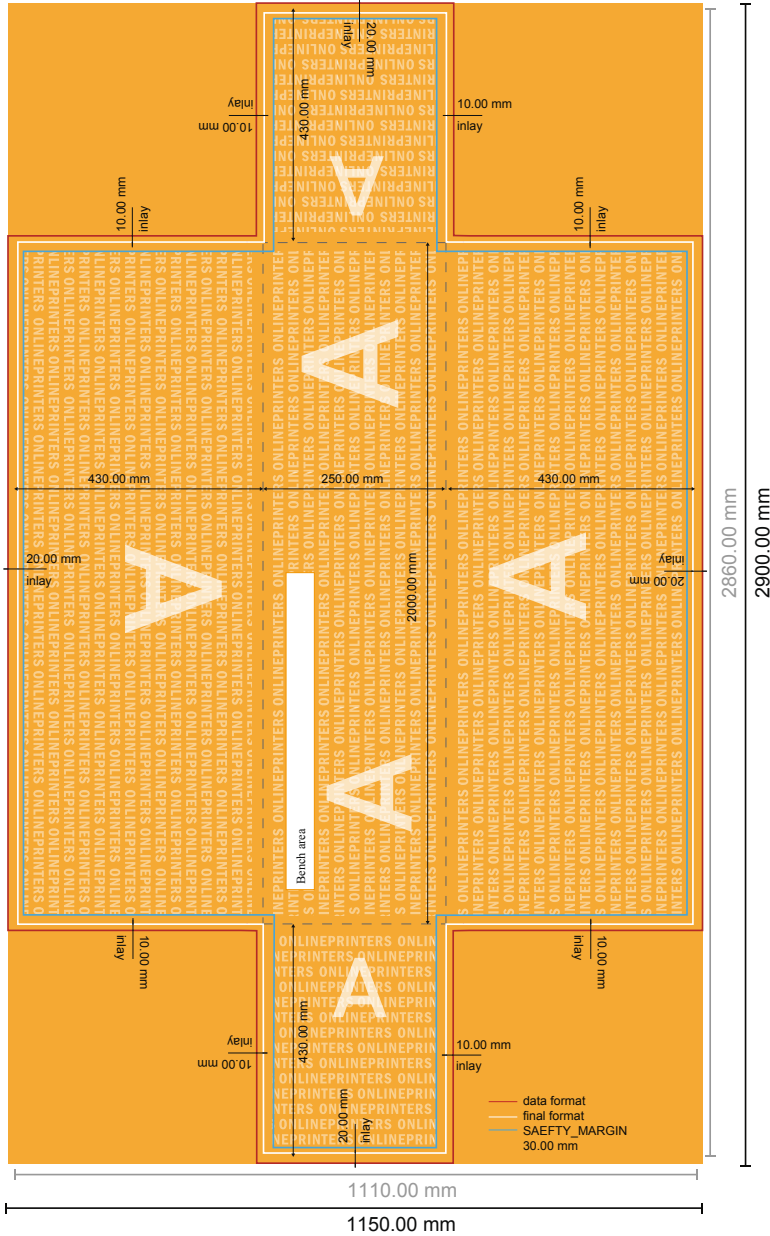 20.00 mm
inlay
430.00 mm
10.00 mm
inlay
10.00 mm
inlay
10.00 mm
inlay
10.00 mm
inlay
ONLINEPRINTERS ONLINEPRINTERS
A
A
430.00 mm
250.00 mm
430.00 mm
20.00 mm
inlay
A
A
20.00 mm
inlay
2000.00 mm
2860.00 mm
2900.00 mm
A
Bench area
10.00 mm
inlay
10.00 mm
inlay
A
430.00 mm
10.00 mm
inlay
10.00 mm
inlay
20.00 mm
inlay
data format
final format
SAEFTY_MARGIN
30.00 mm
1110.00 mm
1150.00 mm